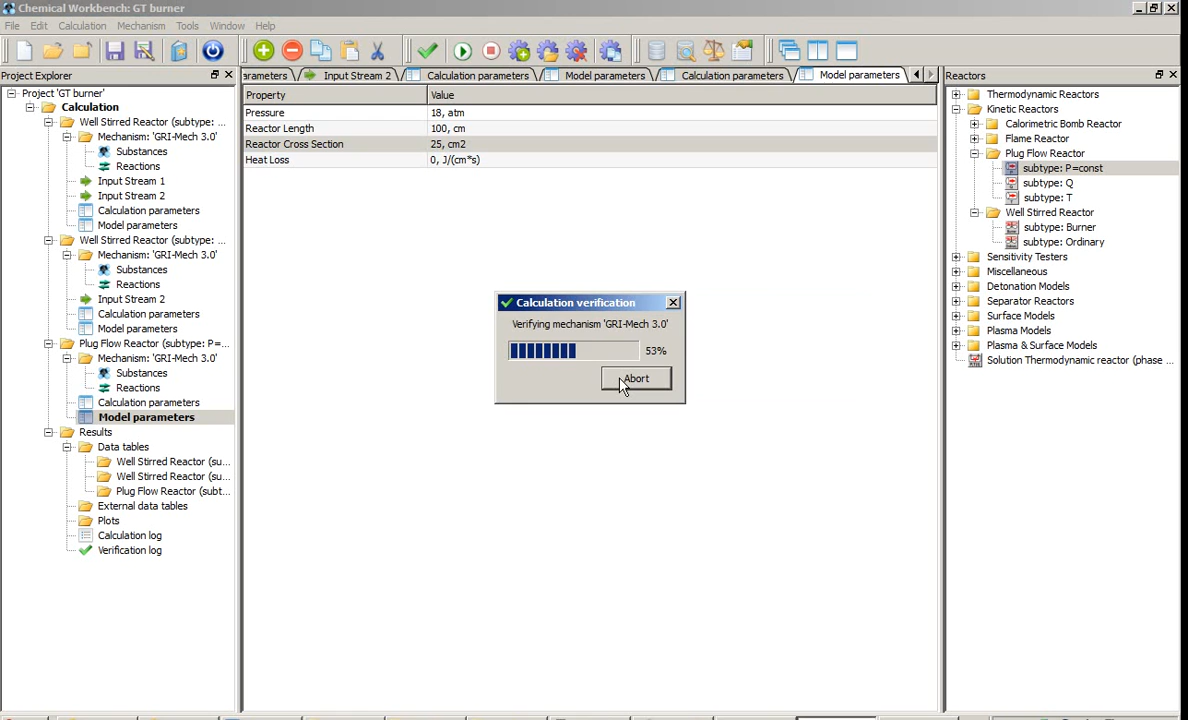 Chemical Workbench: GT burner
File Edit Calculation Mechanism Tools Window Help
Project Explorer
Project 'GT burner'
Calculation
Well Stirred Reactor (subtype: ...
Mechanism: 'GRI-Mech 3.0'
Substances
Reactions
Input Stream 1
Input Stream 2
Calculation parameters
Model parameters
Well Stirred Reactor (subtype: ...
Mechanism: 'GRI-Mech 3.0'
Substances
Reactions
Input Stream 2
Calculation parameters
Model parameters
Plug Flow Reactor (subtype: P=...
Mechanism: 'GRI-Mech 3.0'
Substances
Reactions
Calculation parameters
Model parameters
Results
Data tables
Well Stirred Reactor (su...
Well Stirred Reactor (su...
Plug Flow Reactor (subt...
External data tables
Plots
Calculation log
Verification log
arameters Input Stream 2 Calculation parameters Model parameters Calculation parameters Model parameters
Property Value
Pressure 18, atm
Reactor Length 100, cm
Reactor Cross Section 25, cm2
Heat Loss 0, J/(cm*s)
Calculation verification
Verifying mechanism 'GRI-Mech 3.0'
53%
Abort
Reactors
Thermodynamic Reactors
Kinetic Reactors
Calorimetric Bomb Reactor
Flame Reactor
Plug Flow Reactor
subtype: P=const
subtype: Q
subtype: T
Well Stirred Reactor
subtype: Burner
subtype: Ordinary
Sensitivity Testers
Miscellaneous
Detonation Models
Separator Reactors
Surface Models
Plasma Models
Plasma & Surface Models
Solution Thermodynamic reactor (phase ...